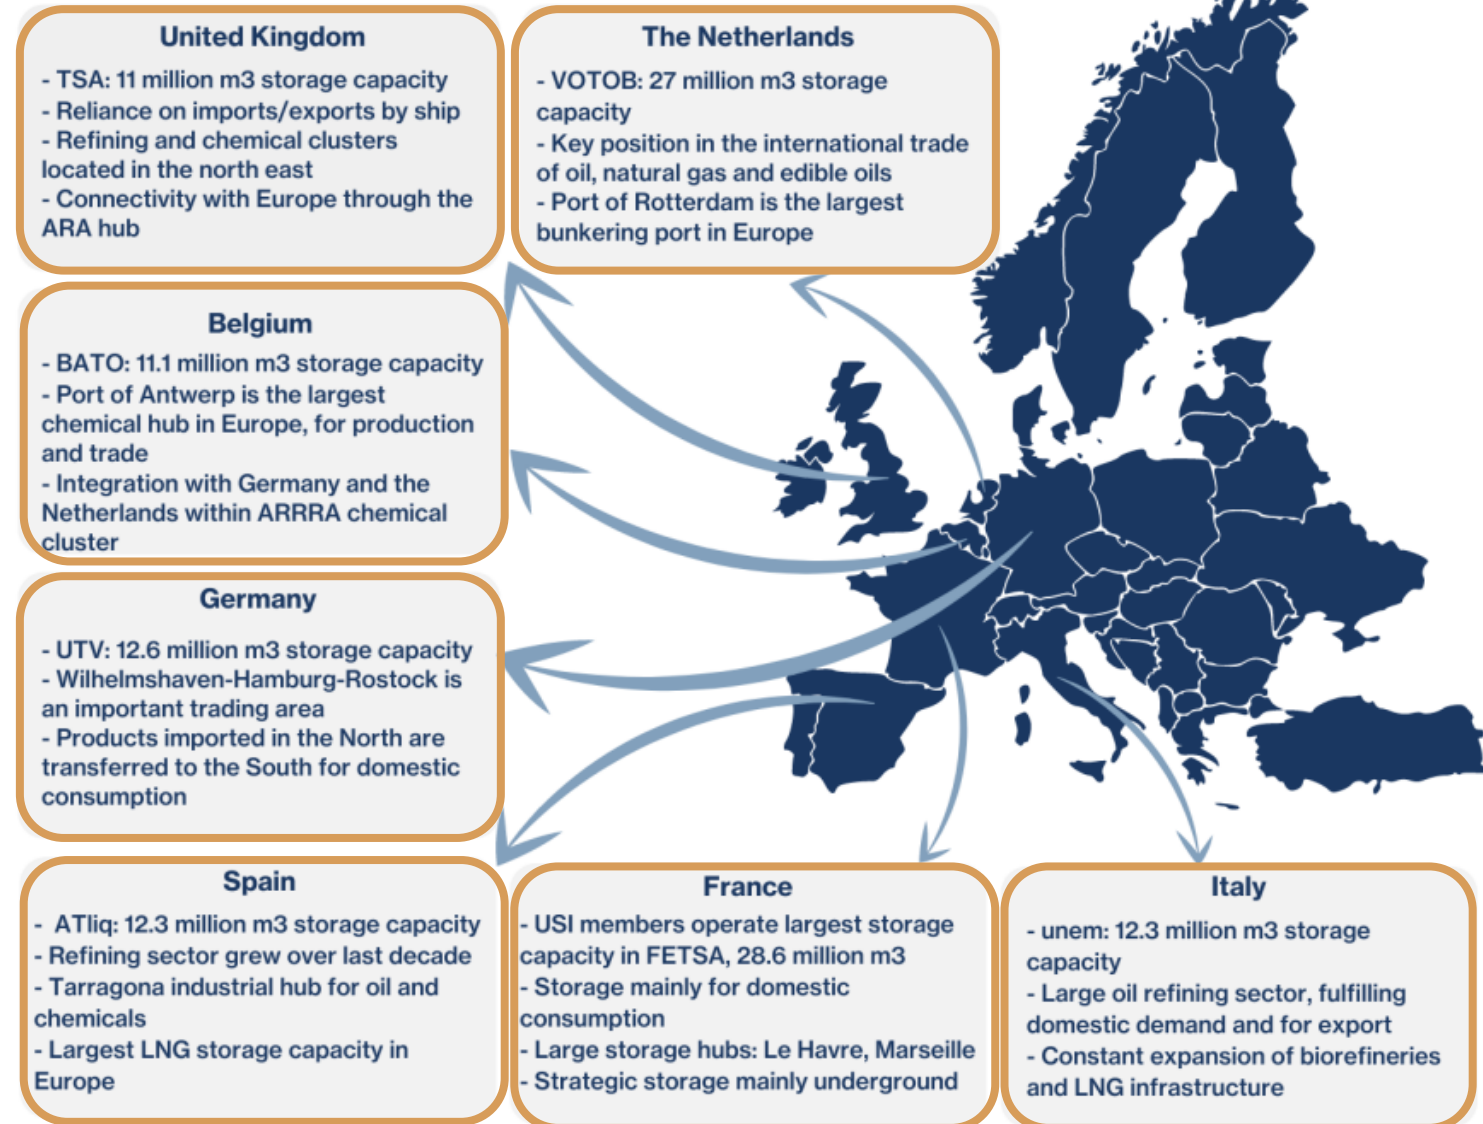 United Kingdom
- TSA: 11 million m3 storage capacity
- Reliance on imports/exports by ship
- Refining and chemical clusters
located in the north east
- Connectivity with Europe through the
ARA hub
The Netherlands
- VOTOB: 27 million m3 storage
capacity
- Key position in the international trade
of oil, natural gas and edible oils
- Port of Rotterdam is the largest
bunkering port in Europe
Belgium
- BATO: 11.1 million m3 storage capacity
- Port of Antwerp is the largest
chemical hub in Europe, for production
and trade
- Integration with Germany and the
Netherlands within ARRRA chemical
cluster
Germany
- UTV: 12.6 million m3 storage capacity
- Wilhelmshaven-Hamburg-Rostock is
an important trading area
- Products imported in the North are
transferred to the South for domestic
consumption
Spain
- ATliq: 12.3 million m3 storage capacity
- Refining sector grew over last decade
- Tarragona industrial hub for oil and
chemicals
- Largest LNG storage capacity in
Europe
France
- USI members operate largest storage
capacity in FETSA, 28.6 million m3
- Storage mainly for domestic
consumption
- Large storage hubs: Le Havre, Marseille
- Strategic storage mainly underground
Italy
- unem: 12.3 million m3 storage
capacity
- Large oil refining sector, fulfilling
domestic demand and for export
- Constant expansion of biorefineries
and LNG infrastructure